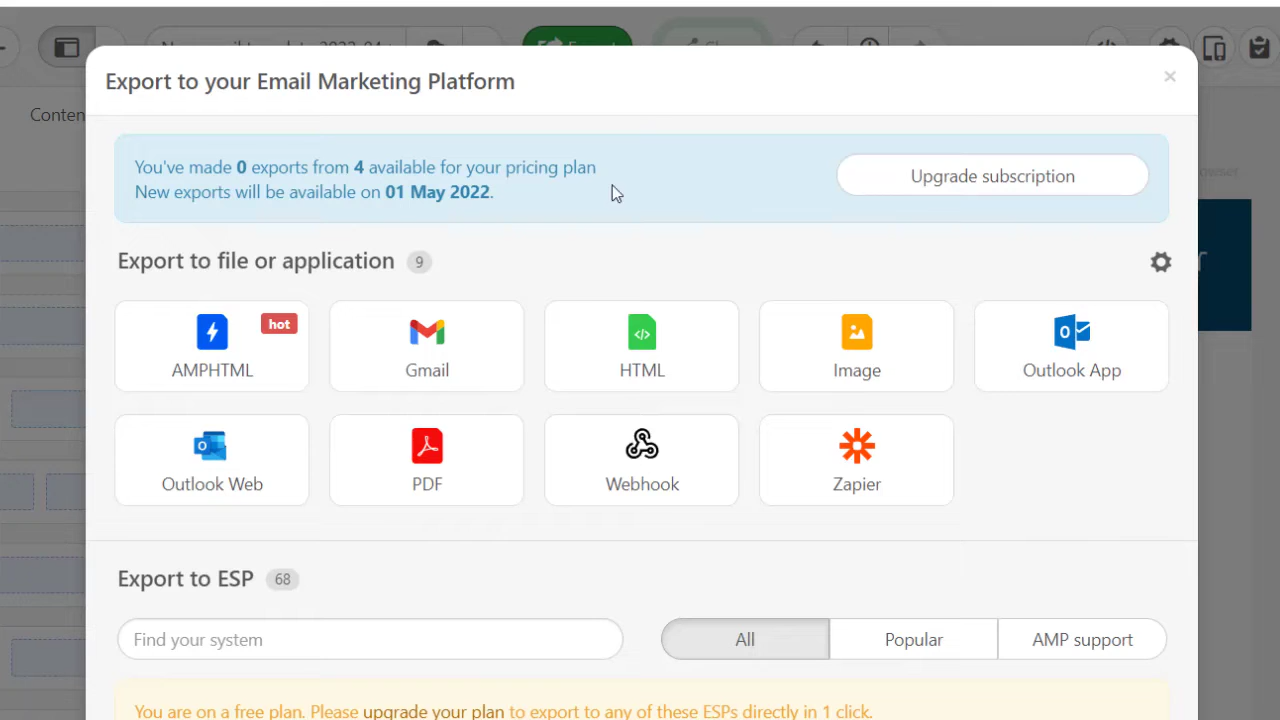 Conten
Export to your Email Marketing Platform
×
You've made 0 exports from 4 available for your pricing plan
New exports will be available on 01 May 2022.
Upgrade subscription
Export to file or application 9
hot
AMPHTML
Gmail
HTML
Image
Outlook App
Outlook Web
PDF
Webhook
Zapier
Export to ESP 68
Find your system
All
Popular
AMP support
You are on a free plan. Please upgrade your plan to export to any of these ESPs directly in 1 click.